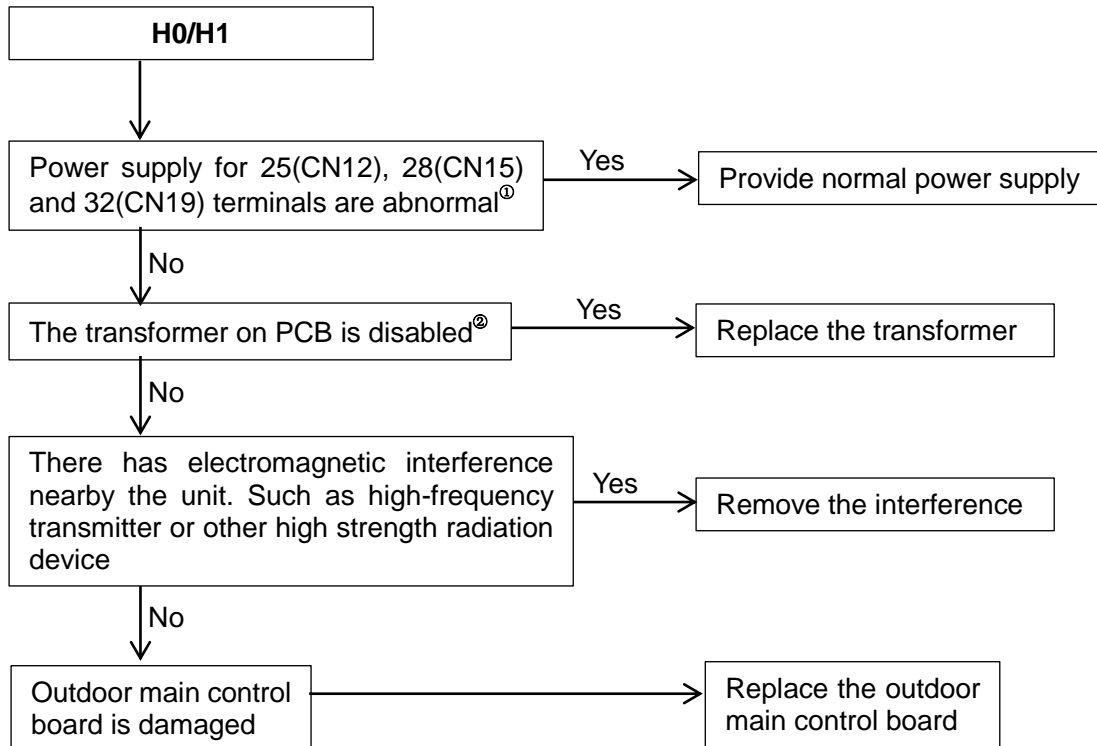 H0/H1
Power supply for 25(CN12), 28(CN15)
and 32(CN19) terminals are abnormal①
Yes
Provide normal power supply
No
The transformer on PCB is disabled②
Yes
Replace the transformer
No
There has electromagnetic interference
nearby the unit. Such as high-frequency
transmitter or other high strength radiation
device
Yes
Remove the interference
No
Outdoor main control
board is damaged
Replace the outdoor
main control board